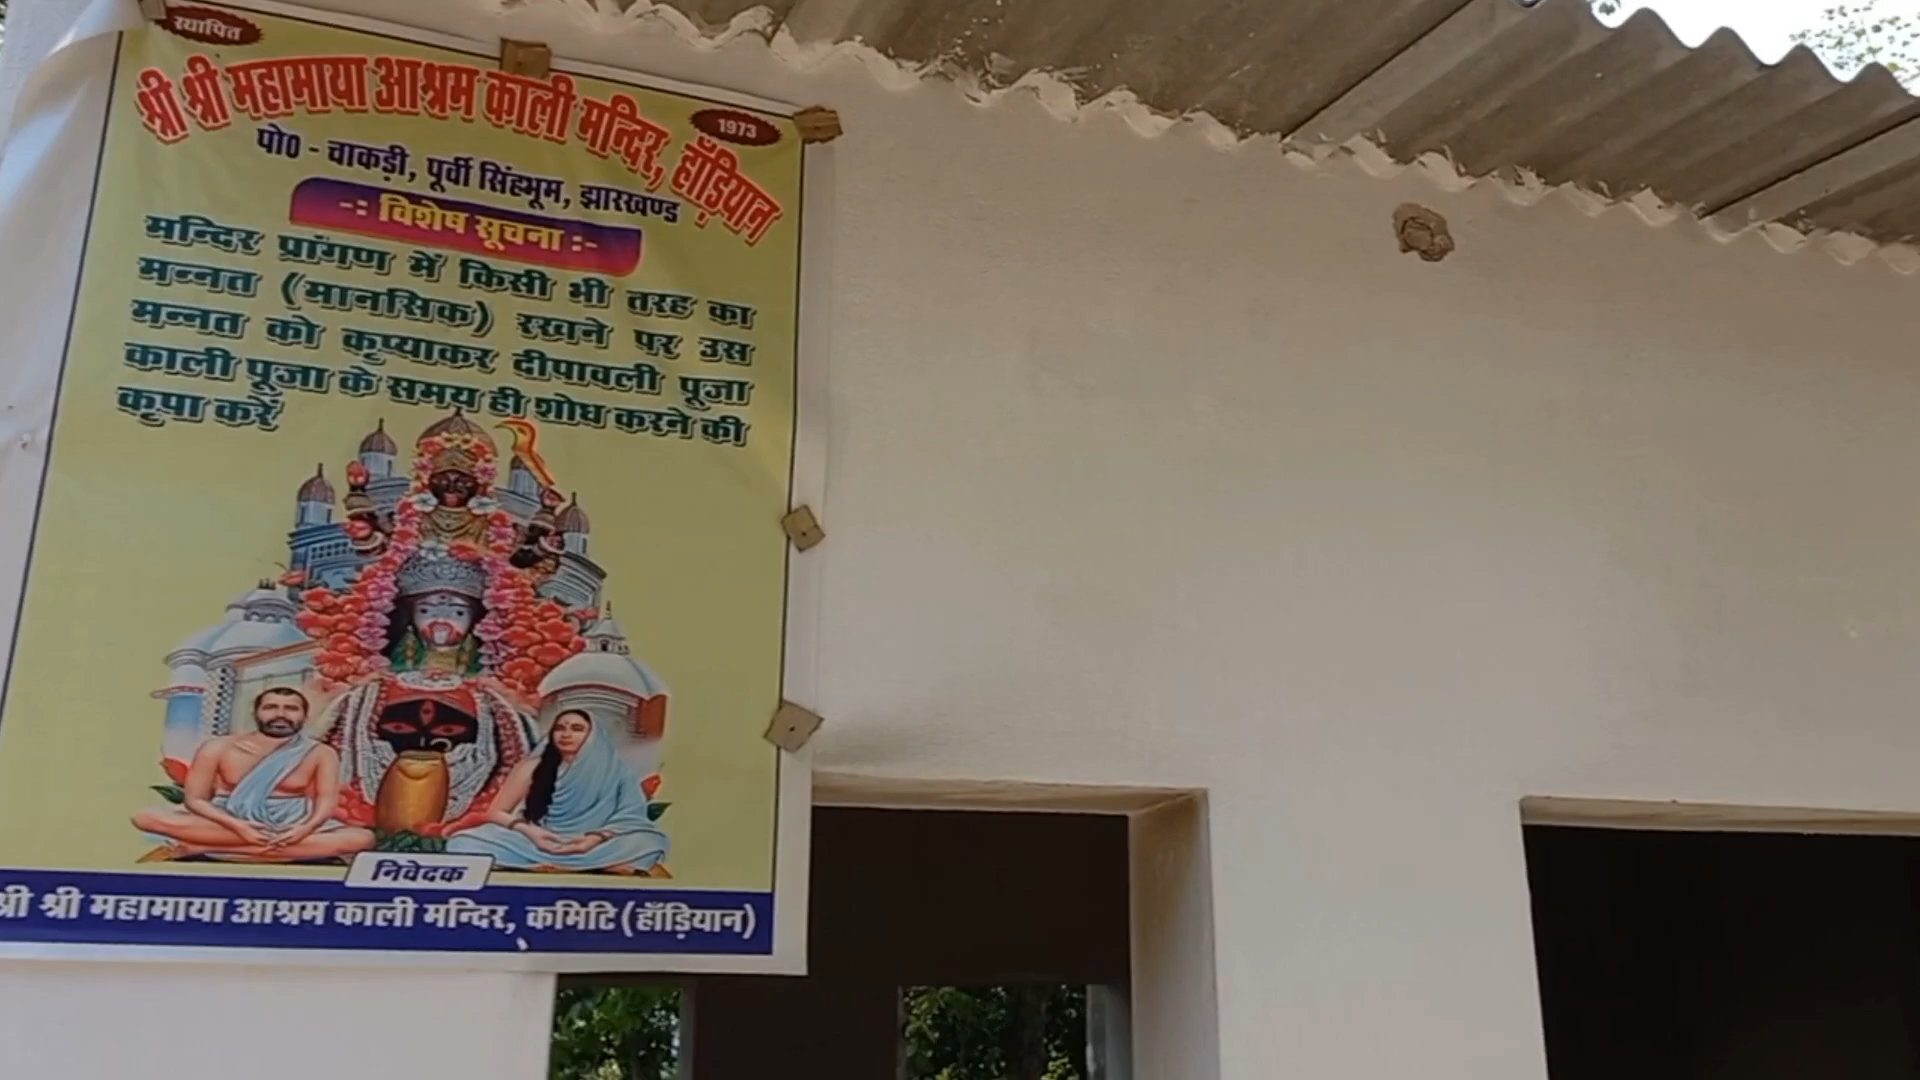 स्थापित
1973
श्री श्री महामाया आश्रम काली मन्दिर, हाँड़ियान
पो0 - चाकड़ी, पूर्वी सिंहभूम, झारखण्ड
-: विशेष सूचना :-
मन्दिर प्रांगण में किसी भी तरह का
मन्नत (मानसिक) रखने पर उस
मन्नत को कृप्याकर दीपावली पूजा
काली पूजा के समय ही शोध करने की
कृपा करें
निवेदक
श्री श्री महामाया आश्रम काली मन्दिर, कमिटि (हाँड़ियान)